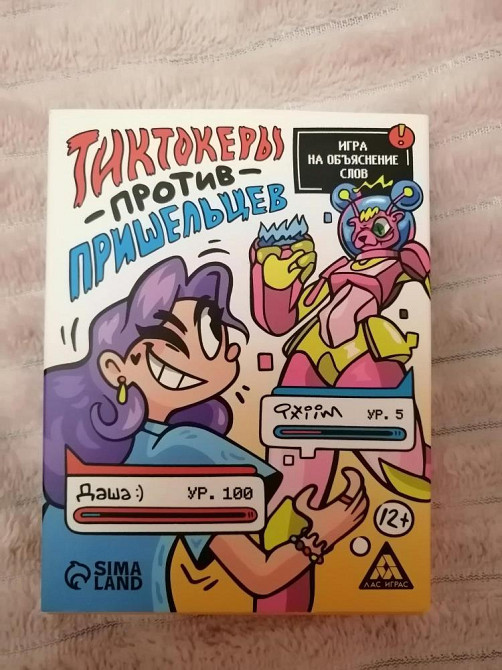 ТИКТОКЕРЫ
ПРОТИВ
ПРИШЕЛЬЦЕВ
ИГРА
НА ОБЪЯСНЕНИЕ
СЛОВ
УР. 5
Даша:) УР. 100
12+
SIMA
LAND
ЛАС ИГРАС